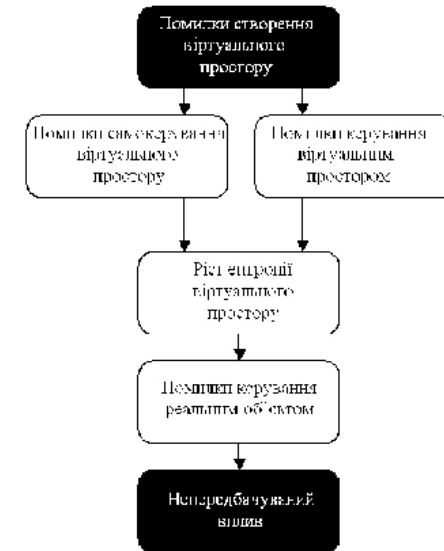 Помилки створення
віртуального
простору
Помилки самокерування
віртуального
простору
Помилки керування
віртуальним
простором
Ріст ентропії
віртуального
простору
Помилки керування
реальним об'єктом
Непередбачуваний
вплив